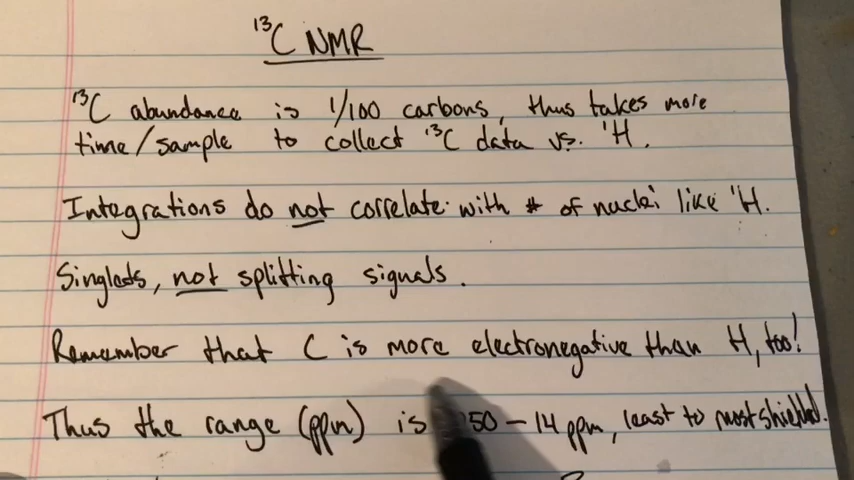 ¹³C NMR
¹³C abundance is 1/100 carbons, thus takes more
time/sample to collect ¹³C data vs. ¹H.
Integrations do not correlate with # of nuclei like ¹H.
Singlets, not splitting signals.
Remember that C is more electronegative than H, too!
Thus the range (ppm) is 50 - 14 ppm, least to most shielded.